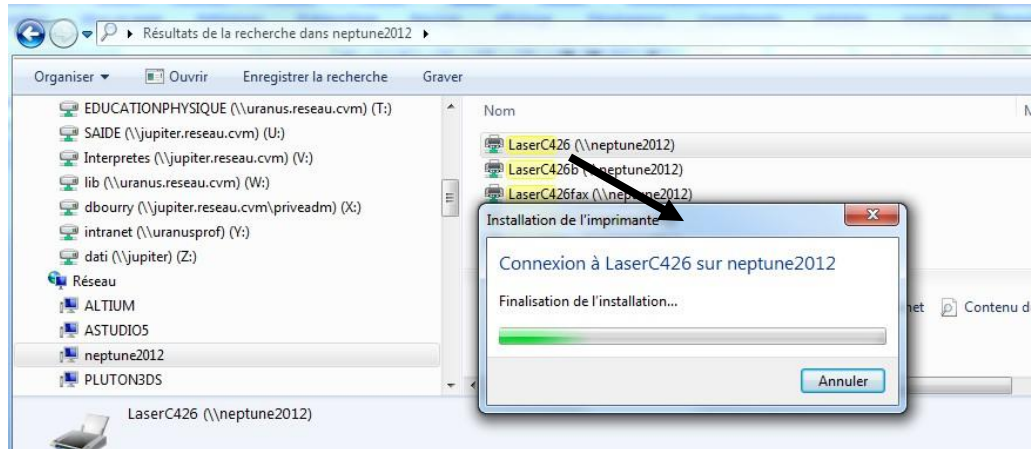 Résultats de la recherche dans neptune2012
Organiser Ouvrir Enregistrer la recherche Graver
EDUCATIONPHYSIQUE (\\uranus.reseau.cvm) (T:)
SAIDE (\\jupiter.reseau.cvm) (U:)
Interpretes (\\jupiter.reseau.cvm) (V:)
lib (\\uranus.reseau.cvm) (W:)
dbourry (\\jupiter.reseau.cvm\priveadm) (X:)
intranet (\\uranusprof) (Y:)
dati (\\jupiter) (Z:)
Réseau
ALTIUM
ASTUDIO5
neptune2012
PLUTON3DS
Nom
LaserC426 (\\neptune2012)
LaserC426b (\\neptune2012)
LaserC426fax (\\neptune2012)
Installation de l'imprimante
Connexion à LaserC426 sur neptune2012
Finalisation de l'installation...
Annuler
Contenu
LaserC426 (\\neptune2012)